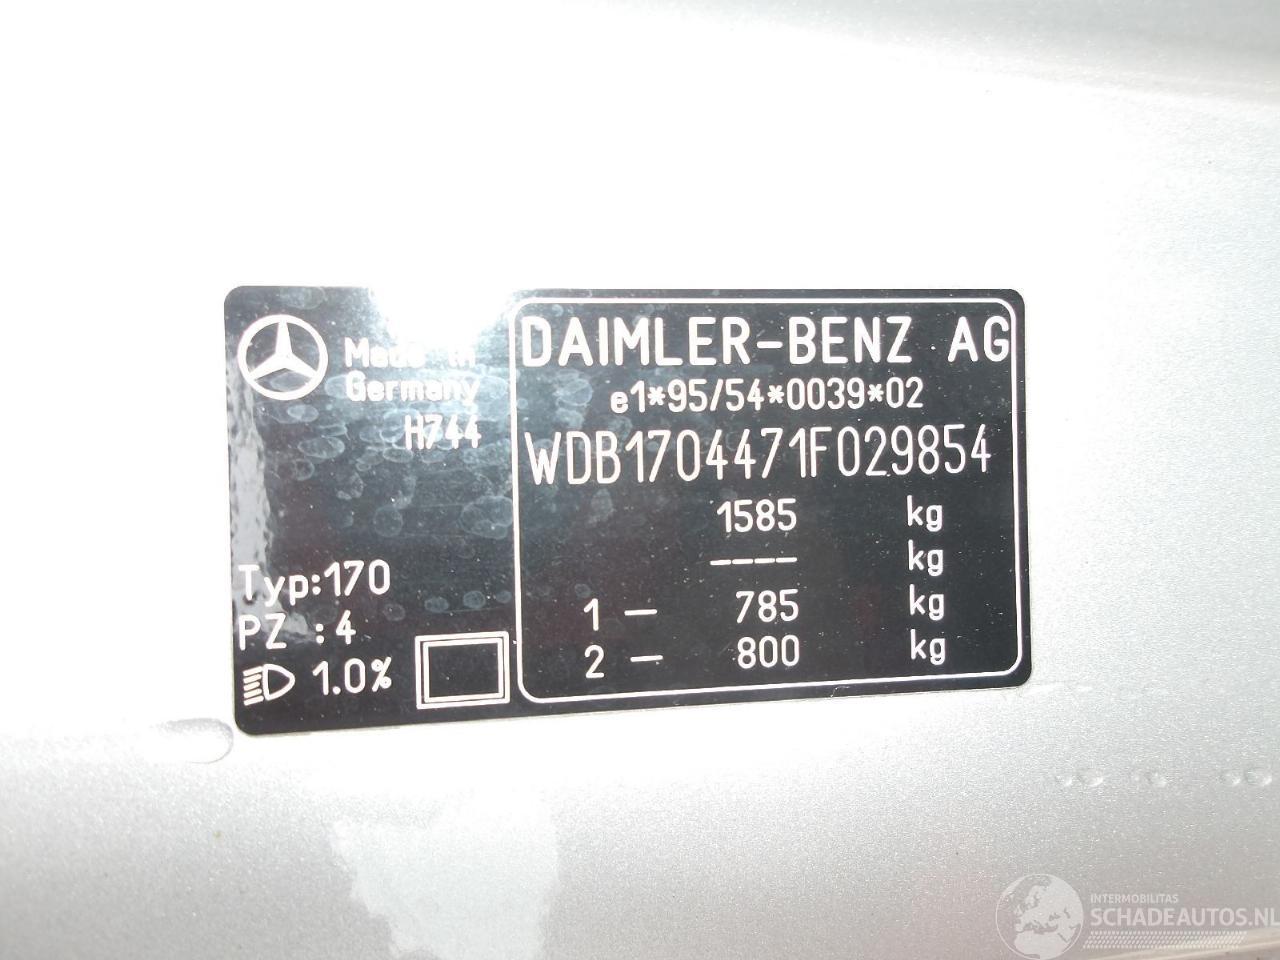 Made in
Germany
H744
Typ:170
PZ :4
1.0%
DAIMLER-BENZ AG
e1*95/54*0039*02
WDB1704471F029854
1585 kg
---- kg
1 — 785 kg
2 — 800 kg
INTERMOBILITAS
SCHADEAUTOS.NL